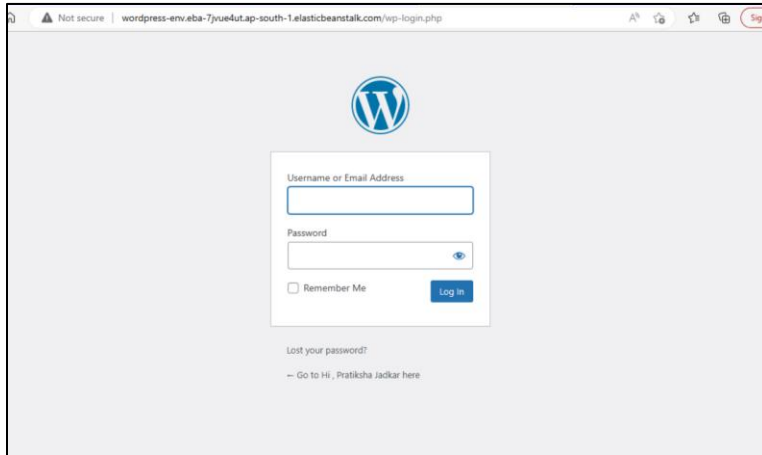 Not secure | wordpress-env.eba-7jvue4ut.ap-south-1.elasticbeanstalk.com/wp-login.php
Username or Email Address
Password
Remember Me
Log In
Lost your password?
← Go to Hi , Pratiksha Jadkar here